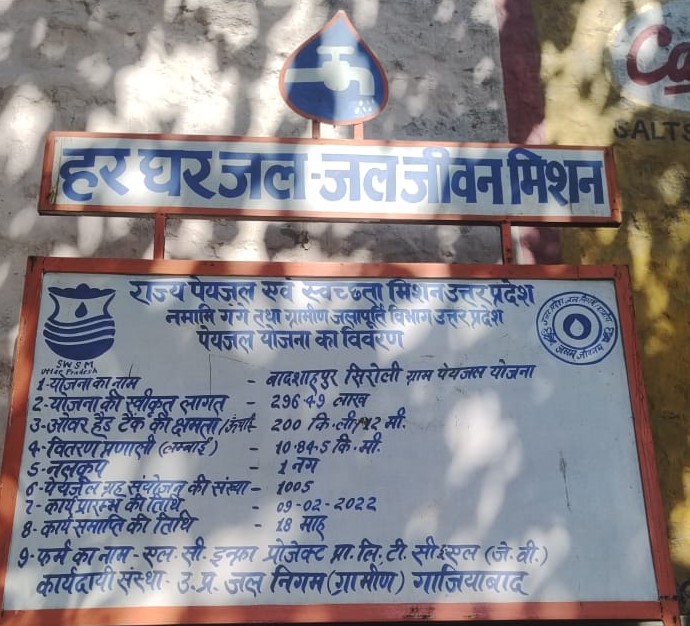 हर घर जल-जल जीवन मिशन
राज्य पेयजल एवं स्वच्छता मिशन उत्तर प्रदेश
नमामि गंगे तथा ग्रामीण जलापूर्ति विभाग उत्तर प्रदेश
पेयजल योजना का विवरण
SWSM
Uttar Pradesh
1-योजना का नाम - बादशाहपुर सिरोली ग्राम पेयजल योजना
2-योजना की स्वीकृत लागत - 296.49 लाख
3-ओवर हैड टैंक की क्षमता/ऊंचाई- 200 कि.ली/12 मी.
4-वितरण प्रणाली (लम्बाई) - 10.845 कि.मी.
5-नलकूप - 1 नग
6-पेयजल ग्रह संयोजन की संख्या- 1005
7-कार्य प्रारम्भ की तिथि - 09-02-2022
8-कार्य समाप्ति की तिथि - 18 माह
9-फर्म का नाम-एल.सी.इन्फ्रा प्रोजेक्ट प्रा.लि.टी.सी.एल (जे.वी.)
कार्यदायी संस्था- उ.प्र. जल निगम (ग्रामीण) गाजियाबाद
Ca
SALTS